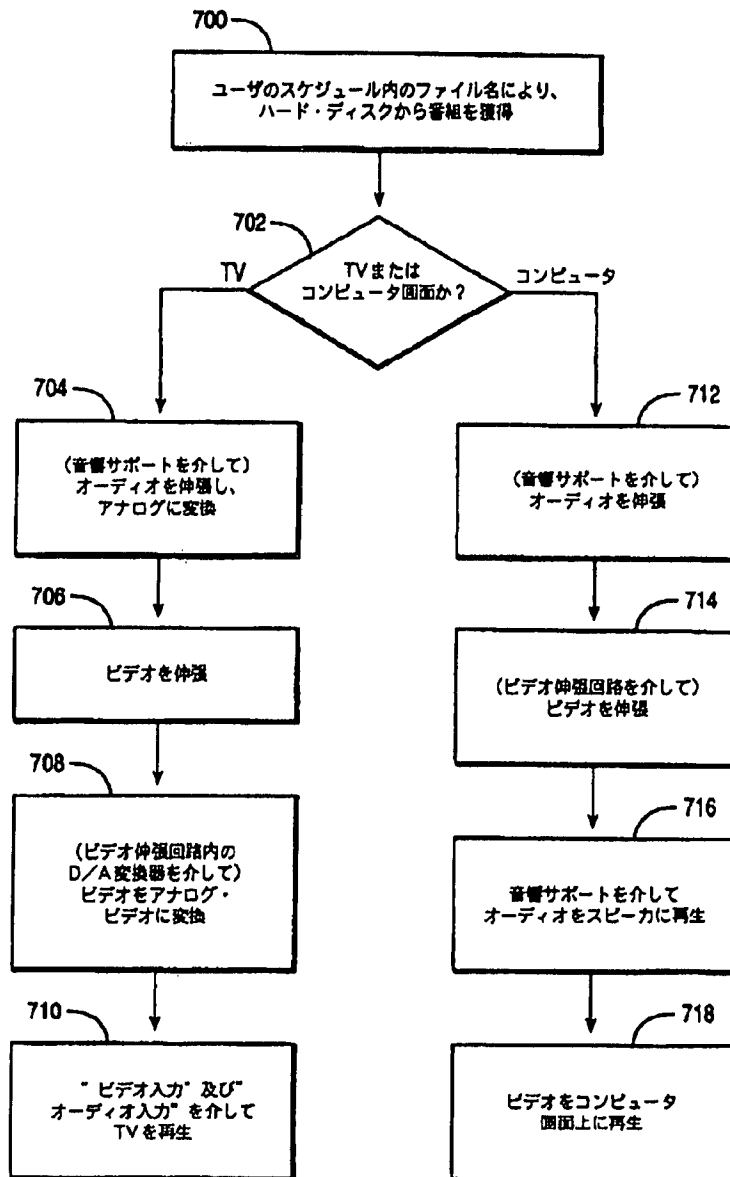 700
ユーザのスケジュール内のファイル名により、
ハード・ディスクから番組を獲得
702
TVまたは
コンピュータ画面か？
TV
コンピュータ
704
（音響サポートを介して）
オーディオを伸張し、
アナログに変換
706
ビデオを伸張
708
（ビデオ伸張回路内の
D／A変換器を介して）
ビデオをアナログ・
ビデオに変換
710
”ビデオ入力”及び”
オーディオ入力”を介して
TVを再生
712
（音響サポートを介して）
オーディオを伸張
714
（ビデオ伸張回路を介して）
ビデオを伸張
716
音響サポートを介して
オーディオをスピーカに再生
718
ビデオをコンピュータ
画面上に再生